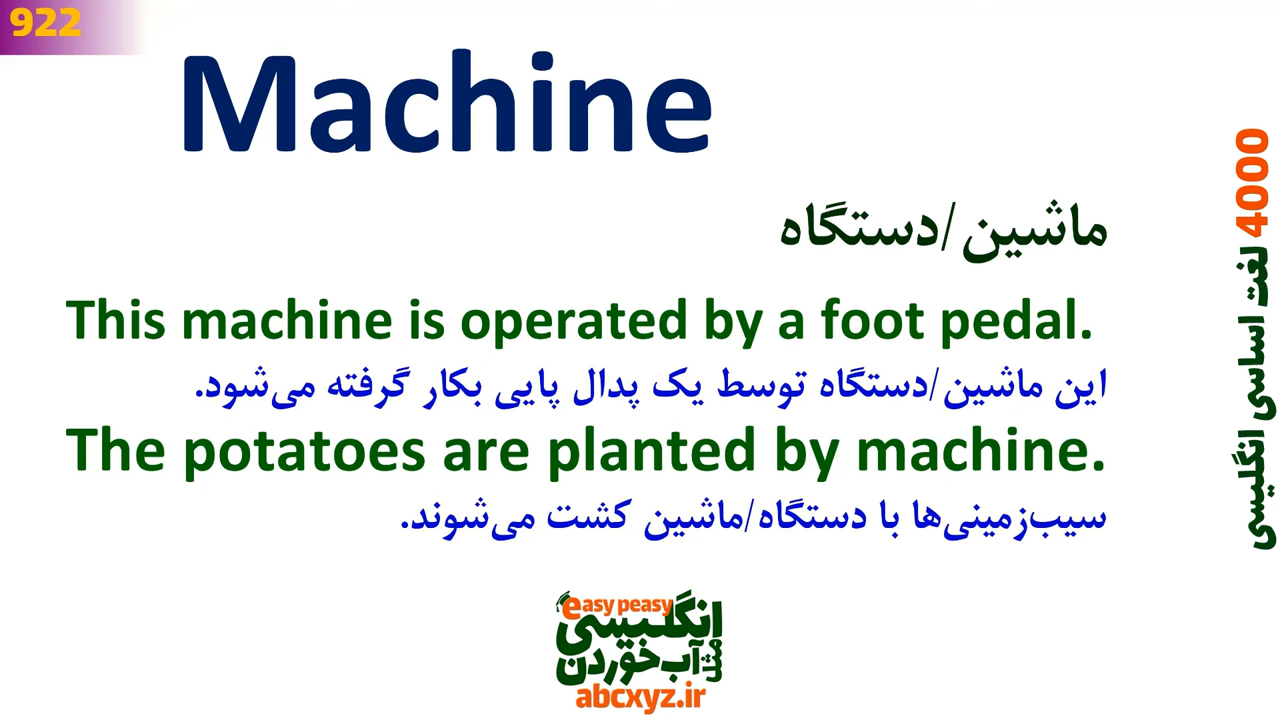 922
Machine
ماشین/دستگاه
This machine is operated by a foot pedal.
این ماشین/دستگاه توسط یک پدال پایی بکار گرفته می‌شود.
The potatoes are planted by machine.
سیب‌زمینی‌ها با دستگاه/ماشین کشت می‌شوند.
4000 لغت اساسی انگلیسی
easy peasy
انگلیسی
مثل آب خوردن
abcxyz.ir